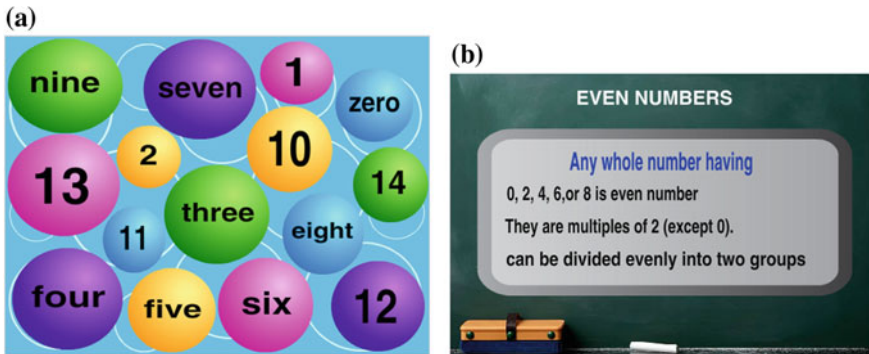 (a)
nine
seven
1
zero
13
2
10
14
11
three
eight
four
five
six
12
(b)
EVEN NUMBERS
Any whole number having
0, 2, 4, 6,or 8 is even number
They are multiples of 2 (except 0).
can be divided evenly into two groups